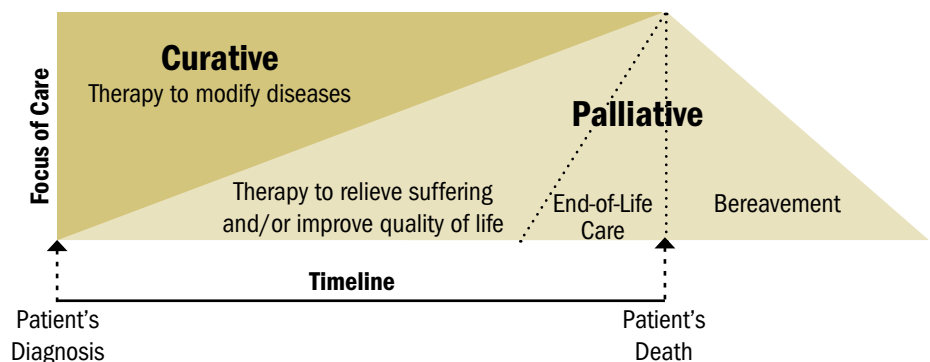 Curative
Therapy to modify diseases
Focus of Care
Palliative
Therapy to relieve suffering
and/or improve quality of life
End-of-Life
Care
Bereavement
Timeline
Patient's
Diagnosis
Patient's
Death